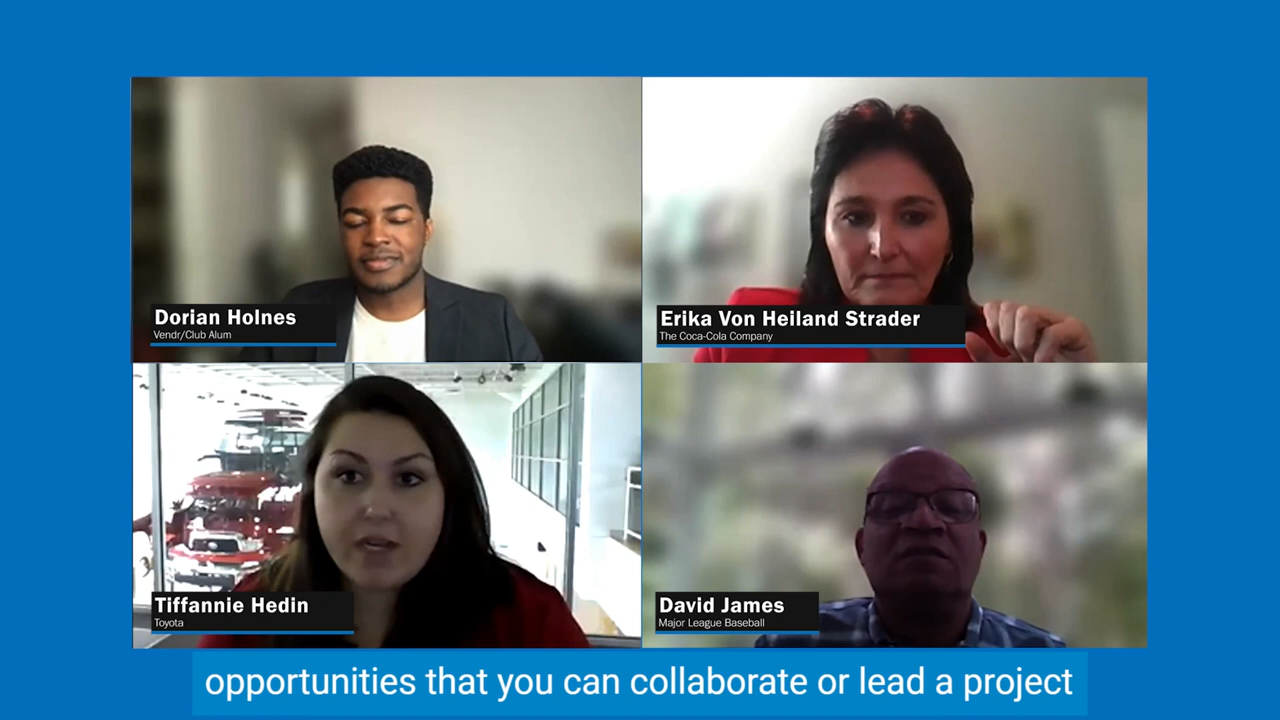 Dorian Holnes
Vendr/Club Alum
Erika Von Heiland Strader
The Coca-Cola Company
Tiffannie Hedin
Toyota
David James
Major League Baseball
opportunities that you can collaborate or lead a project